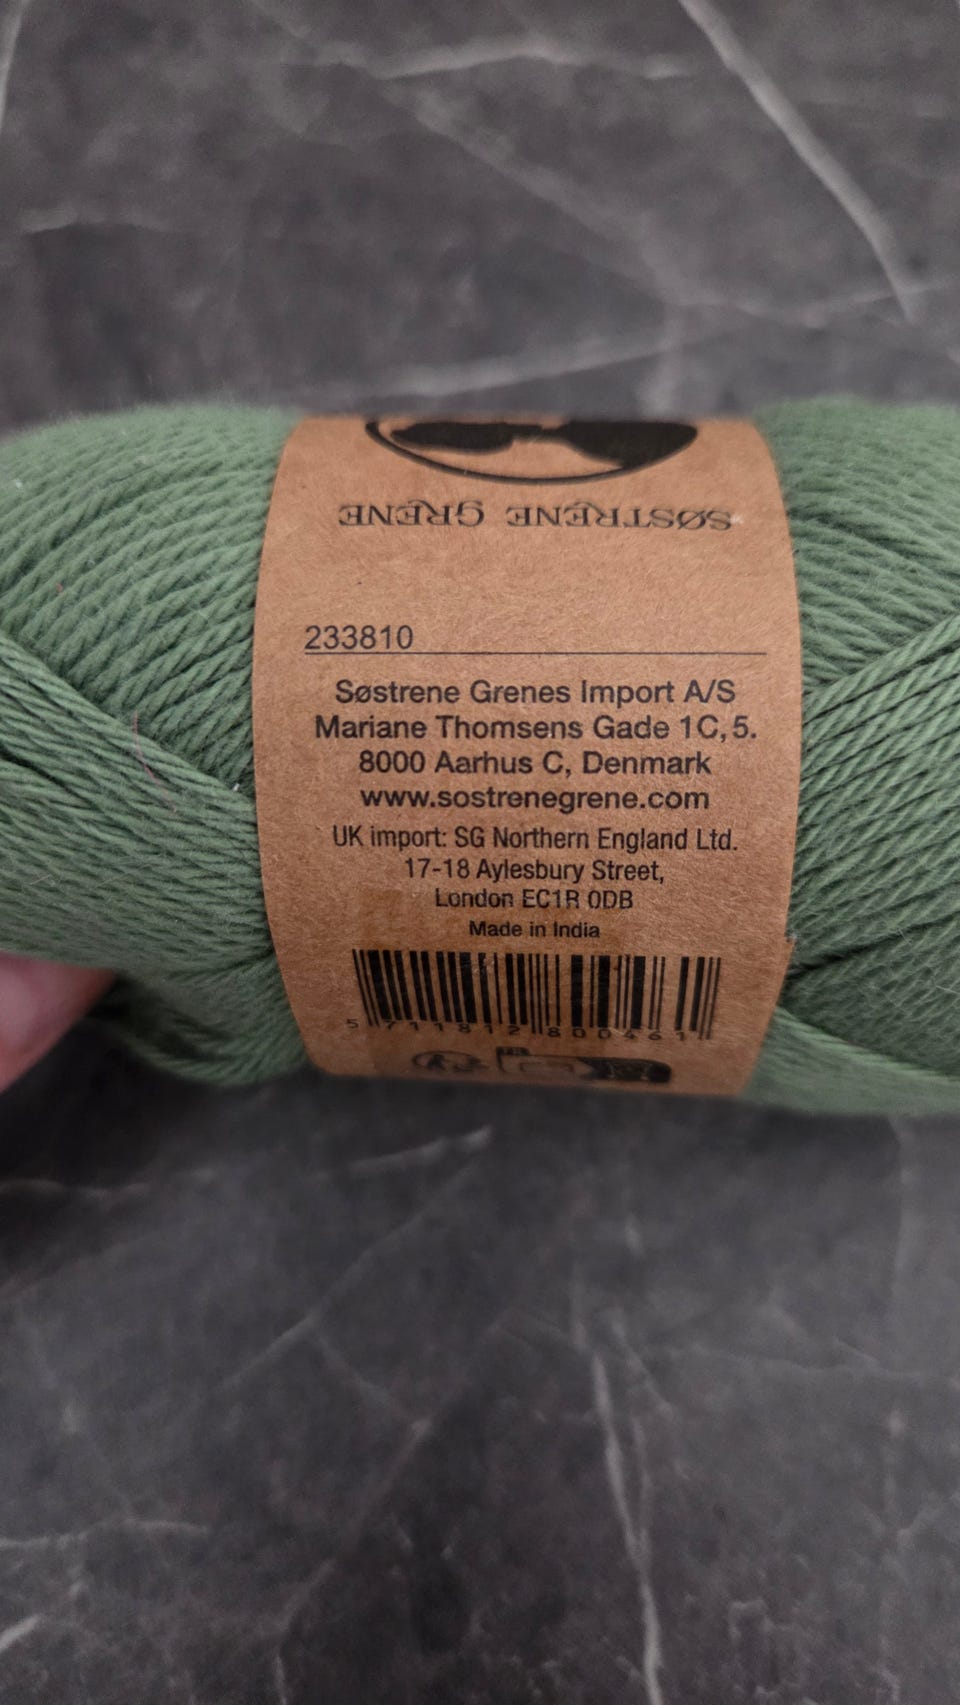 SØSTRENE GRENE
233810
Søstrene Grenes Import A/S
Mariane Thomsens Gade 1C, 5.
8000 Aarhus C, Denmark
www.sostrenegrene.com
UK import: SG Northern England Ltd.
17-18 Aylesbury Street,
London EC1R 0DB
Made in India
5 711812 800461